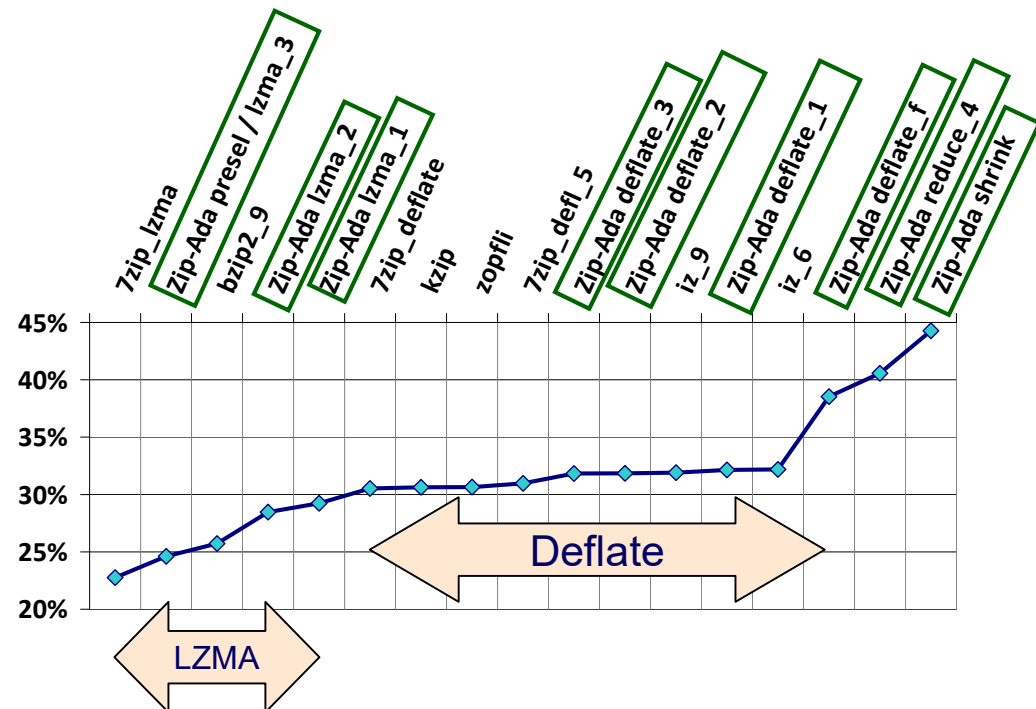 7zip_lzma
Zip-Ada presel / lzma_3
bzip2_9
Zip-Ada lzma_2
Zip-Ada lzma_1
7zip_deflate
kzip
zopfli
7zip_defl_5
Zip-Ada deflate_3
Zip-Ada deflate_2
iz_9
Zip-Ada deflate_1
iz_6
Zip-Ada deflate_f
Zip-Ada reduce_4
Zip-Ada shrink
45%
40%
35%
30%
25%
20%
Deflate
LZMA